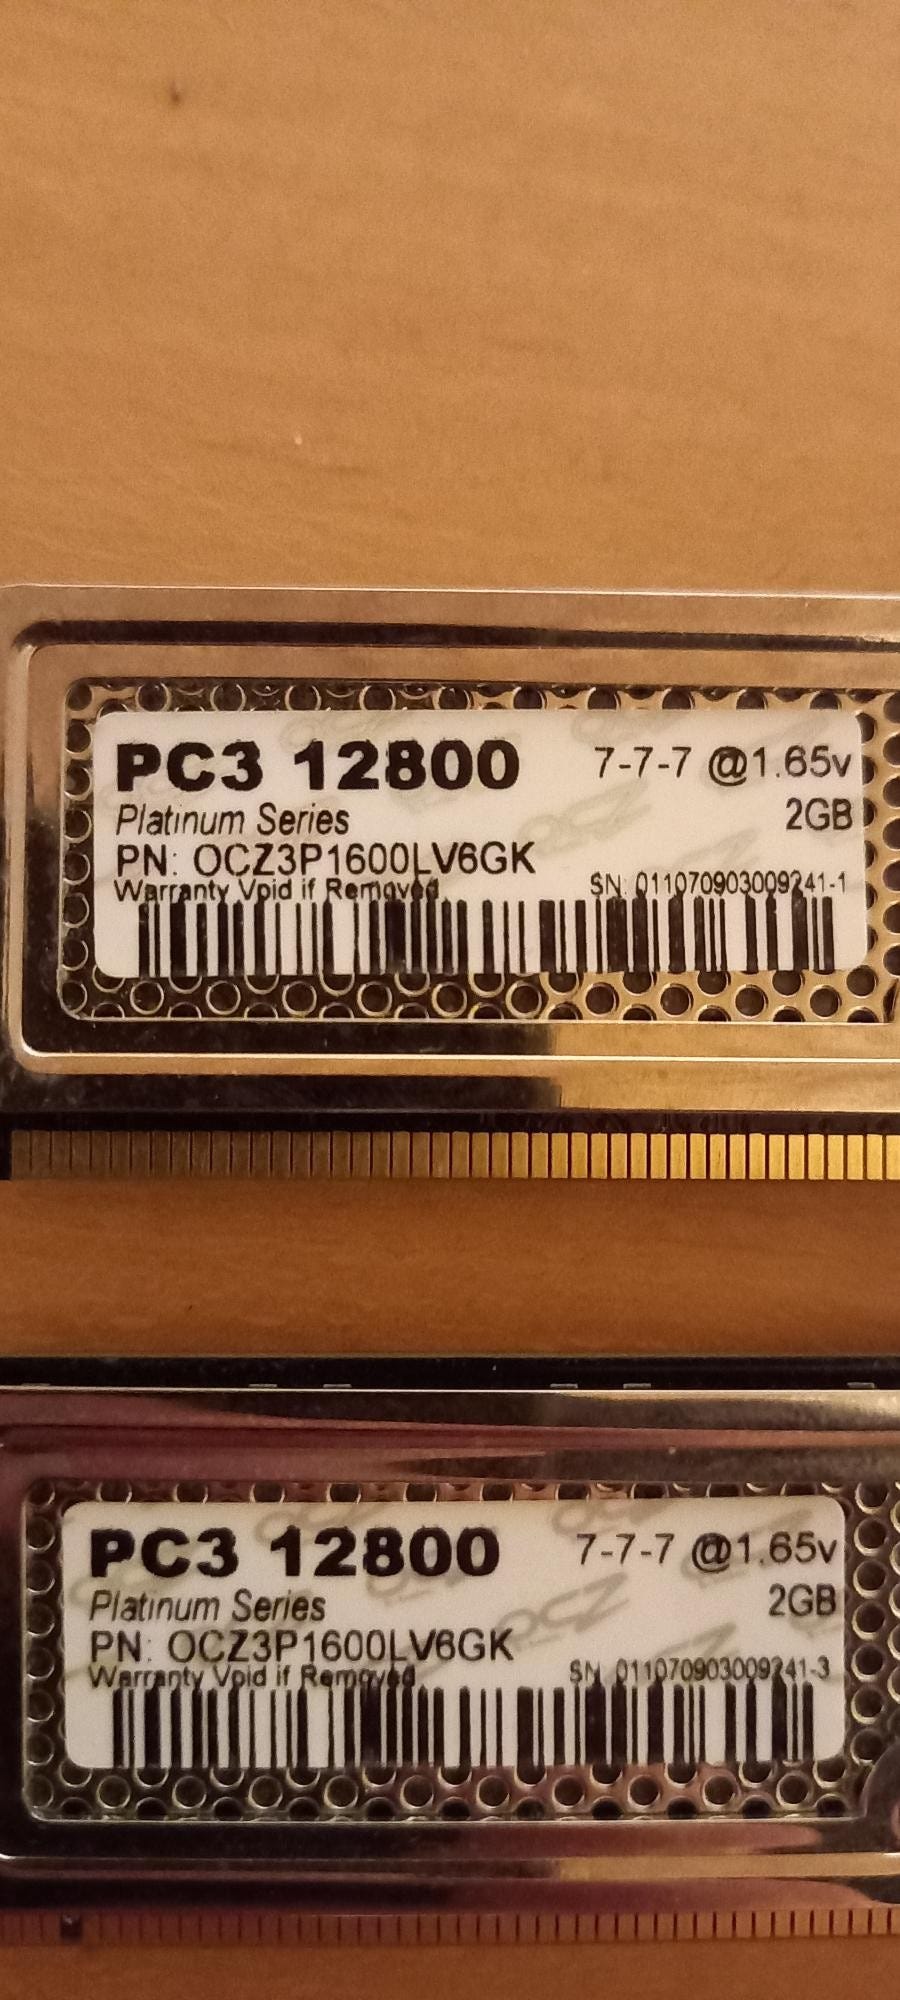 PC3 12800 7-7-7 @1.65v
Platinum Series 2GB
PN: OCZ3P1600LV6GK
Warranty Void if Removed SN: 011070903009241-1
PC3 12800 7-7-7 @1.65v
Platinum Series 2GB
PN: OCZ3P1600LV6GK
Warranty Void if Removed SN: 011070903009241-3